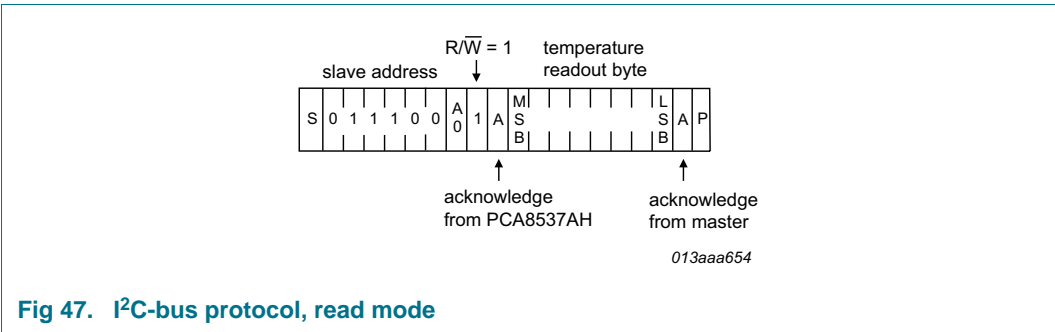 R/W̅ = 1
temperature
readout byte
slave address
S 0 1 1 1 0 0 A0 1 A MSB LSB A P
acknowledge
from PCA8537AH
acknowledge
from master
013aaa654
Fig 47. I²C-bus protocol, read mode